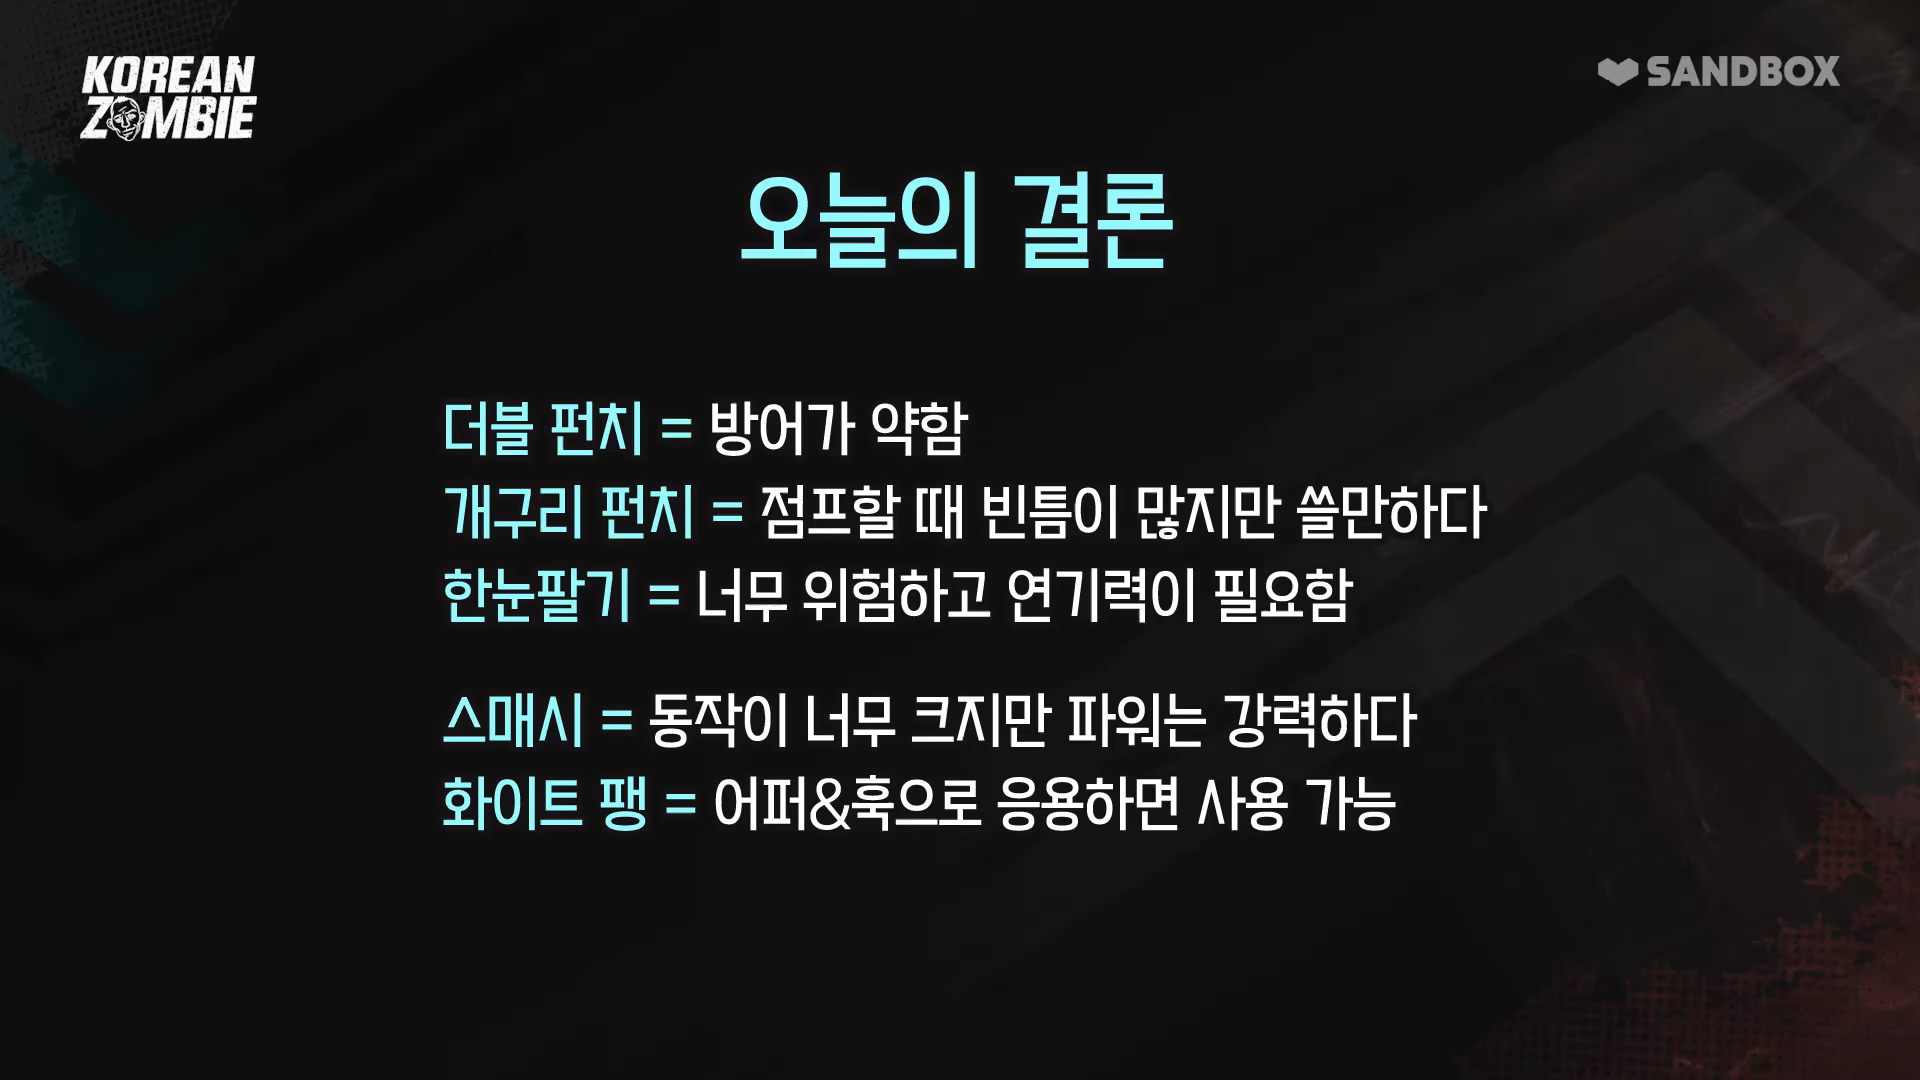 KOREAN
ZOMBIE
SANDBOX
오늘의 결론
더블 펀치 = 방어가 약함
개구리 펀치 = 점프할 때 빈틈이 많지만 쓸만하다
한눈팔기 = 너무 위험하고 연기력이 필요함
스매시 = 동작이 너무 크지만 파워는 강력하다
화이트 팽 = 어퍼&훅으로 응용하면 사용 가능